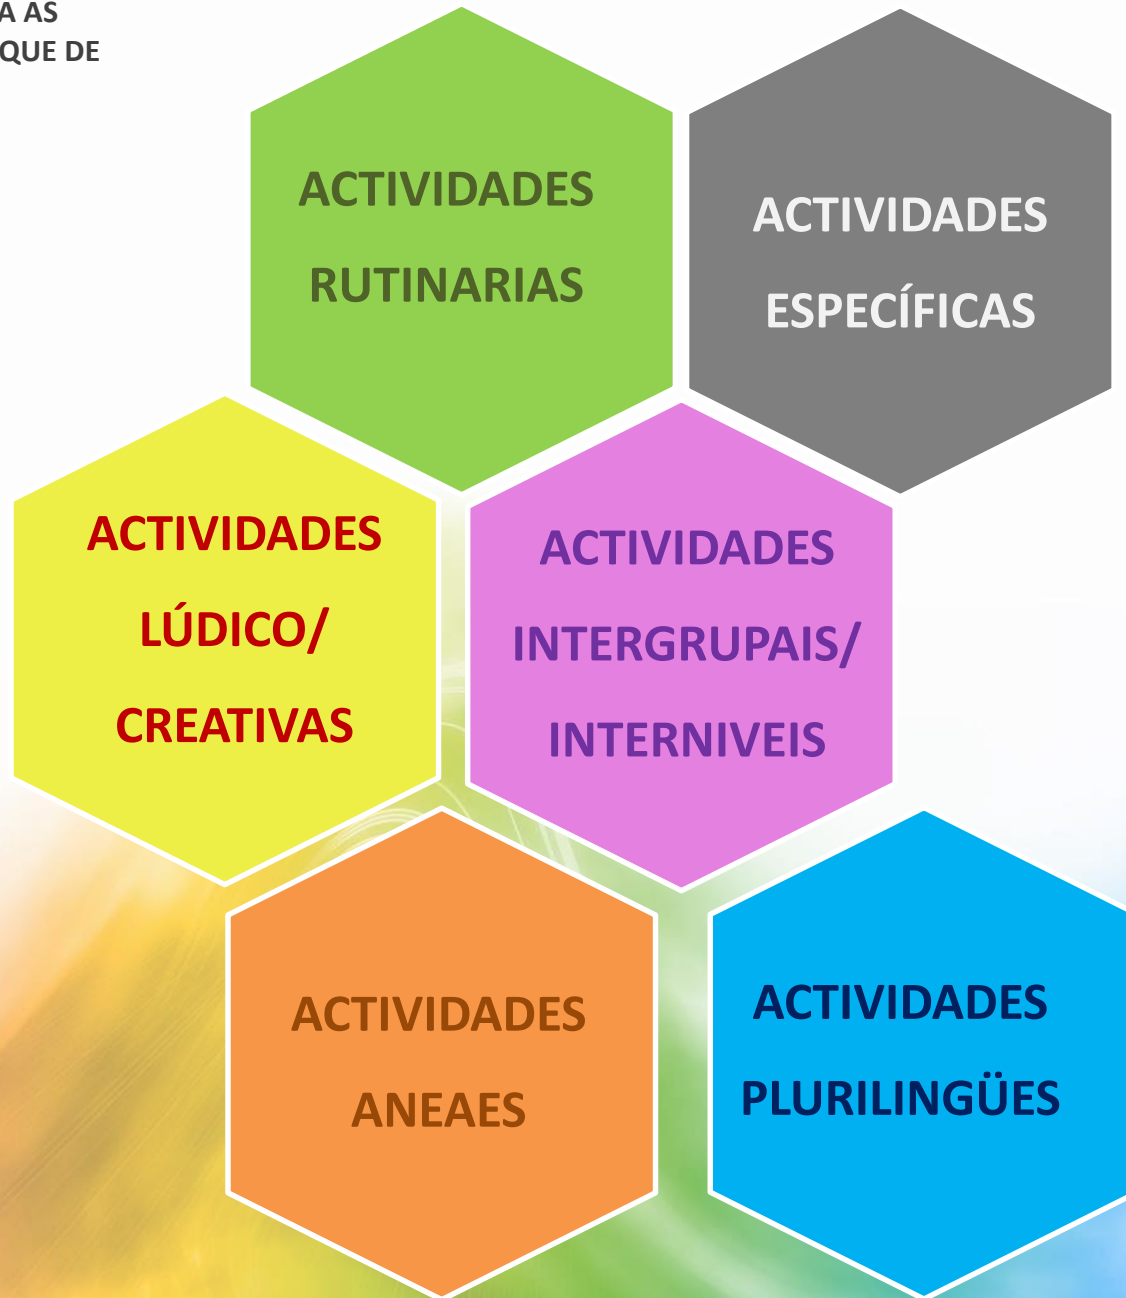 A AS
QUE DE
ACTIVIDADES
RUTINARIAS
ACTIVIDADES
ESPECÍFICAS
ACTIVIDADES
LÚDICO/
CREATIVAS
ACTIVIDADES
INTERGRUPAIS/
INTERNIVEIS
ACTIVIDADES
ANEAES
ACTIVIDADES
PLURILINGÜES